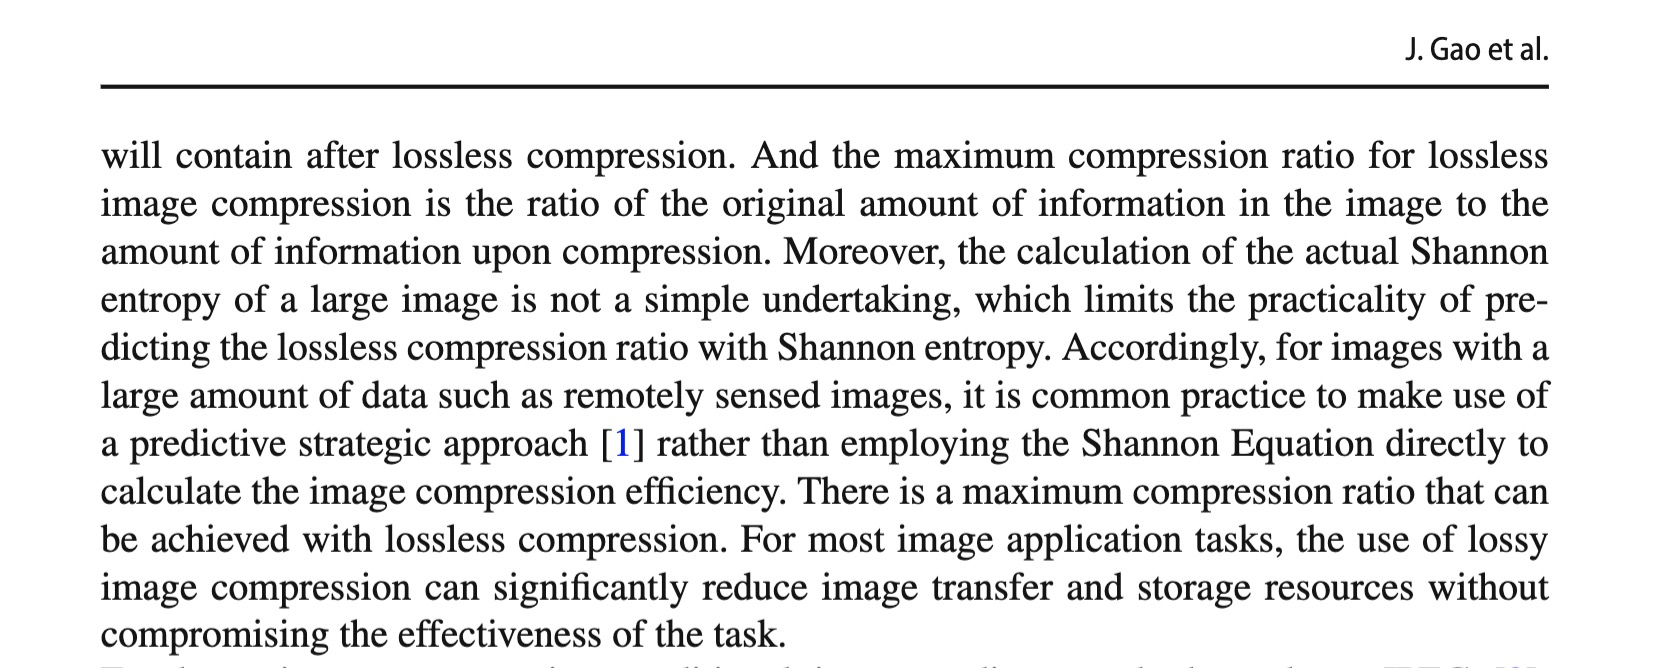 J. Gao et al.
will contain after lossless compression. And the maximum compression ratio for lossless
image compression is the ratio of the original amount of information in the image to the
amount of information upon compression. Moreover, the calculation of the actual Shannon
entropy of a large image is not a simple undertaking, which limits the practicality of pre-
dicting the lossless compression ratio with Shannon entropy. Accordingly, for images with a
large amount of data such as remotely sensed images, it is common practice to make use of
a predictive strategic approach [1] rather than employing the Shannon Equation directly to
calculate the image compression efficiency. There is a maximum compression ratio that can
be achieved with lossless compression. For most image application tasks, the use of lossy
image compression can significantly reduce image transfer and storage resources without
compromising the effectiveness of the task.